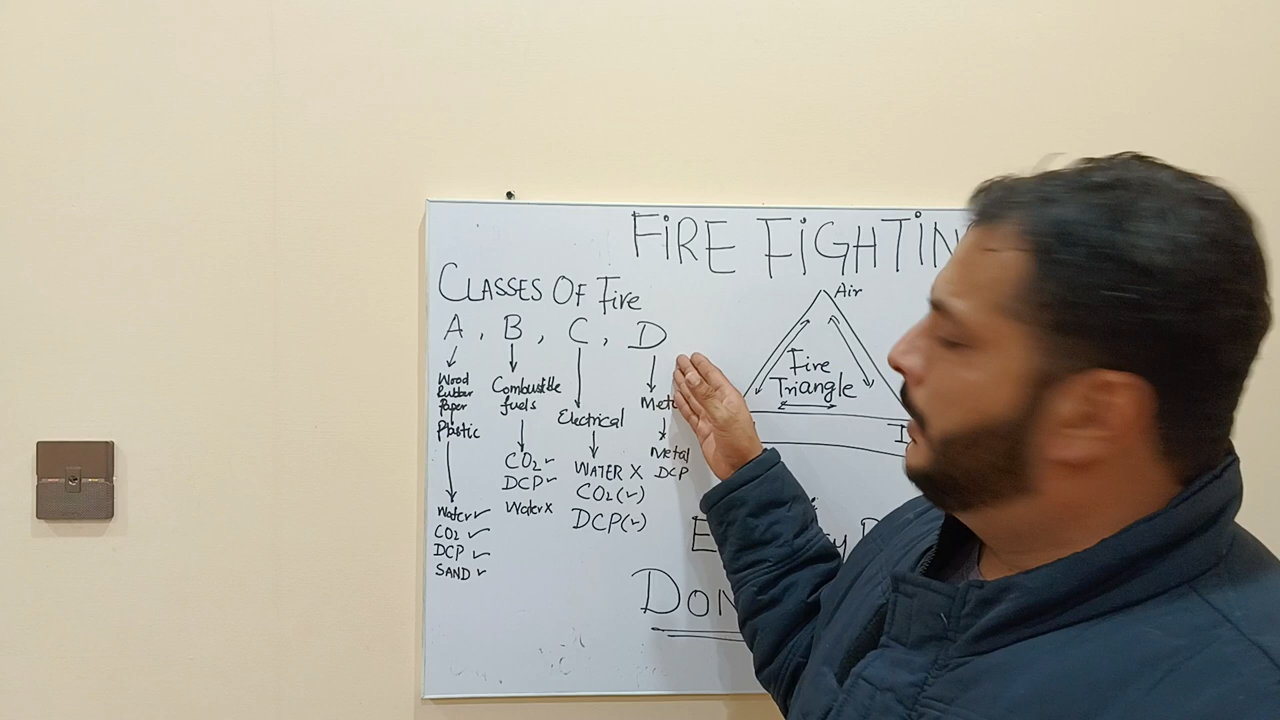 FiRE FiGHTiN
CLASSES OF Fire
A, B, C, D
Wood
Rubber
Paper
Plastic
Water ✓
CO2 ✓
DCP ✓
SAND ✓
Combustible
fuels
CO2 ✓
DCP ✓
Water x
Electrical
WATER X
CO2(✓)
DCP(✓)
Meta
Metal
DCP
Air
Fire
Triangle
DON